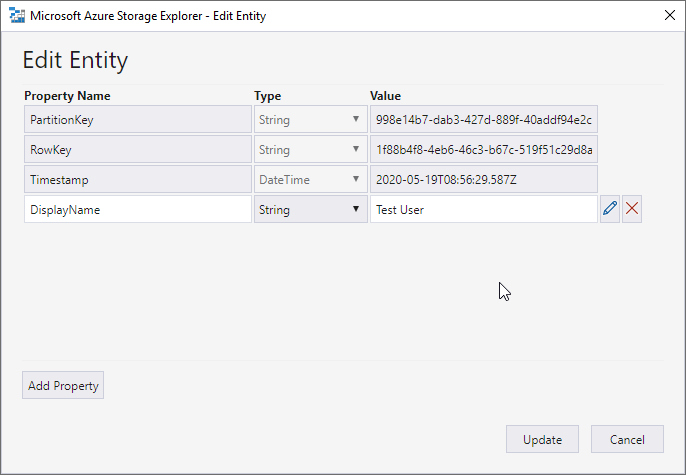 Microsoft Azure Storage Explorer - Edit Entity
Edit Entity
Property Name Type Value
PartitionKey String 998e14b7-dab3-427d-889f-40addf94e2c
RowKey String 1f88b4f8-4eb6-46c3-b67c-519f51c29d8a
Timestamp DateTime 2020-05-19T08:56:29.587Z
DisplayName String Test User
Add Property
Update Cancel